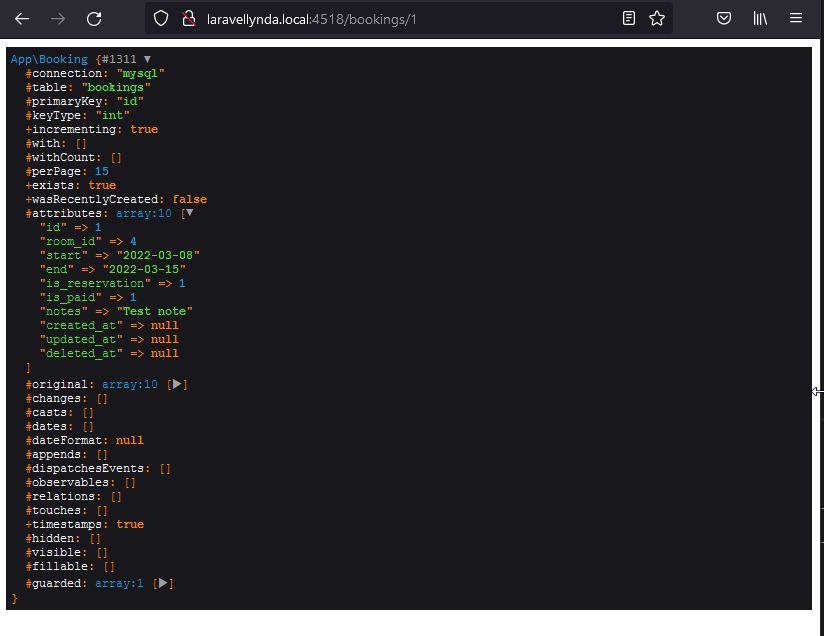 laravellynda.local:4518/bookings/1
App\Booking {#1311 ▼
  #connection: "mysql"
  #table: "bookings"
  #primaryKey: "id"
  #keyType: "int"
  +incrementing: true
  #with: []
  #withCount: []
  #perPage: 15
  +exists: true
  +wasRecentlyCreated: false
  #attributes: array:10 [▼
    "id" => 1
    "room_id" => 4
    "start" => "2022-03-08"
    "end" => "2022-03-15"
    "is_reservation" => 1
    "is_paid" => 1
    "notes" => "Test note"
    "created_at" => null
    "updated_at" => null
    "deleted_at" => null
  ]
  #original: array:10 [▶]
  #changes: []
  #casts: []
  #dates: []
  #dateFormat: null
  #appends: []
  #dispatchesEvents: []
  #observables: []
  #relations: []
  #touches: []
  +timestamps: true
  #hidden: []
  #visible: []
  #fillable: []
  #guarded: array:1 [▶]
}